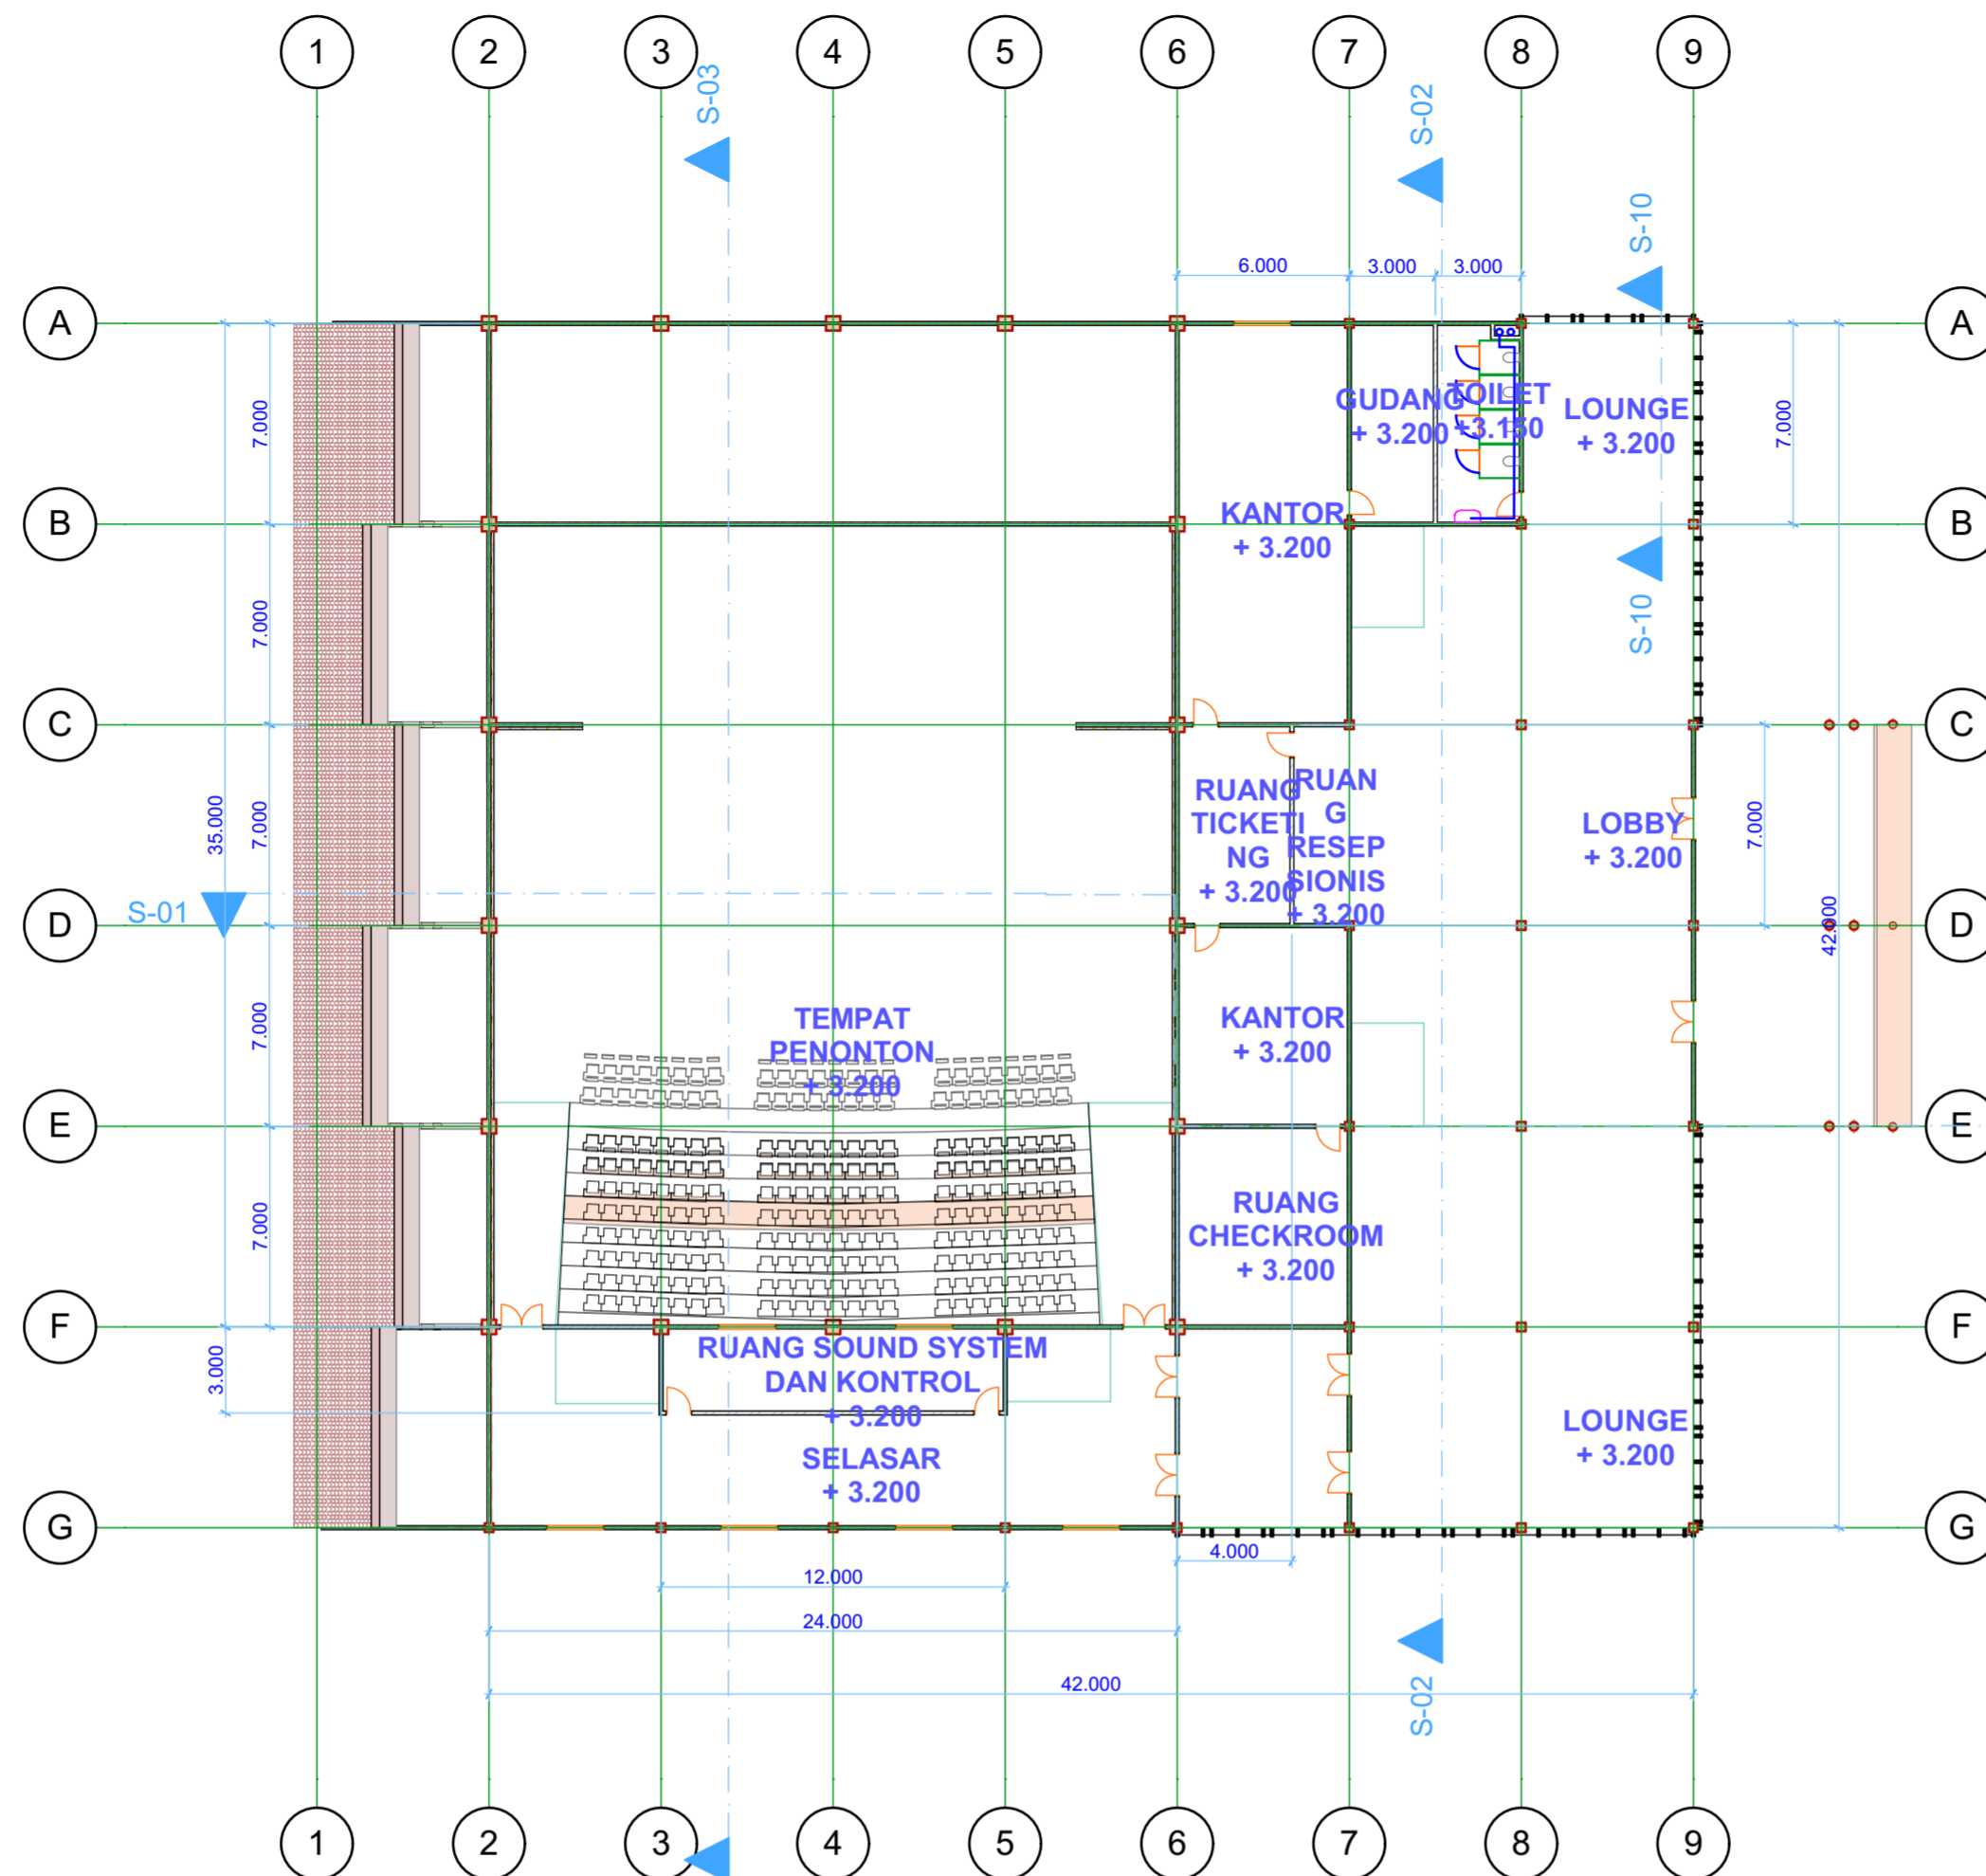 1
2
3
4
5
6
7
8
9
S-03
S-02
S-10
6.000
3.000
3.000
A
A
7.000
GUDANG
+ 3.200
TOILET
+3.150
LOUNGE
+ 3.200
7.000
B
B
KANTOR
+ 3.200
S-10
7.000
C
C
35.000
7.000
RUANG
TICKETI
NG
+ 3.200
RUAN
G
RESEP
SIONIS
+ 3.200
LOBBY
+ 3.200
7.000
S-01
D
D
42.000
7.000
TEMPAT
PENONTON
+ 3.200
KANTOR
+ 3.200
E
E
7.000
RUANG
CHECKROOM
+ 3.200
F
F
3.000
RUANG SOUND SYSTEM
DAN KONTROL
+ 3.200
SELASAR
+ 3.200
LOUNGE
+ 3.200
G
G
4.000
12.000
24.000
42.000
S-02
1
2
3
4
5
6
7
8
9